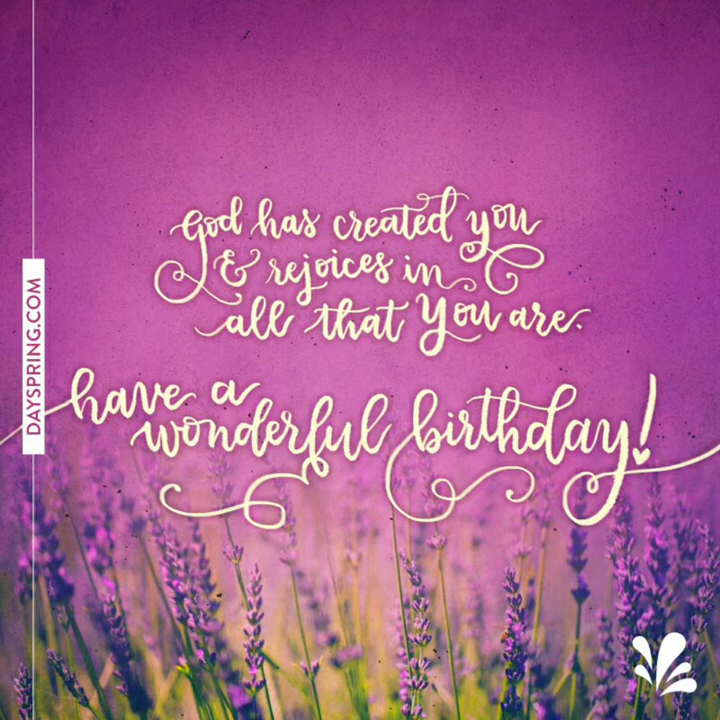 God has created you
& rejoices in
all that You are.
have a
wonderful birthday!
DAYSPRING.COM